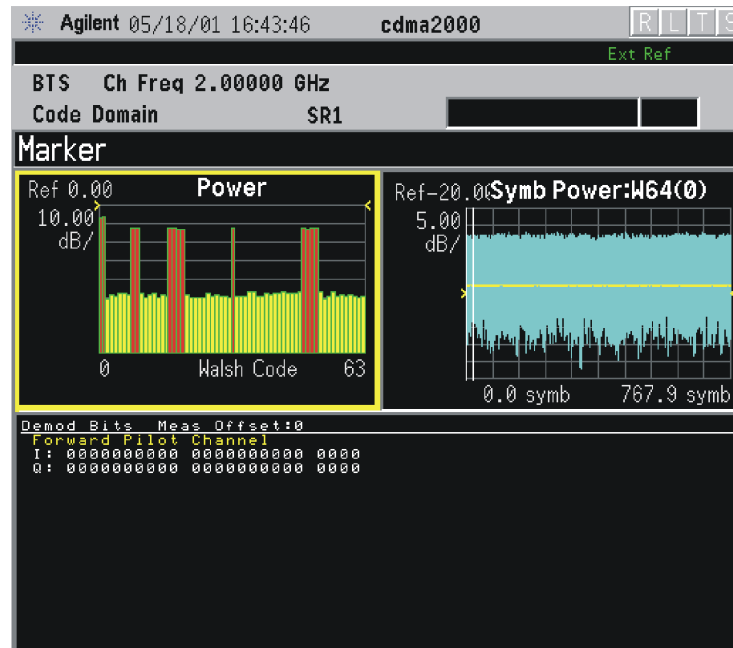 Agilent 05/18/01 16:43:46 cdma2000 R L T S
Ext Ref
BTS Ch Freq 2.00000 GHz
Code Domain SR1
Marker
Ref 0.00 Power
10.00
dB/
0 Walsh Code 63
Ref-20.00 Symb Power:W64(0)
5.00
dB/
0.0 symb 767.9 symb
Demod Bits Meas Offset:0
Forward Pilot Channel
I: 0000000000 0000000000 0000
Q: 0000000000 0000000000 0000